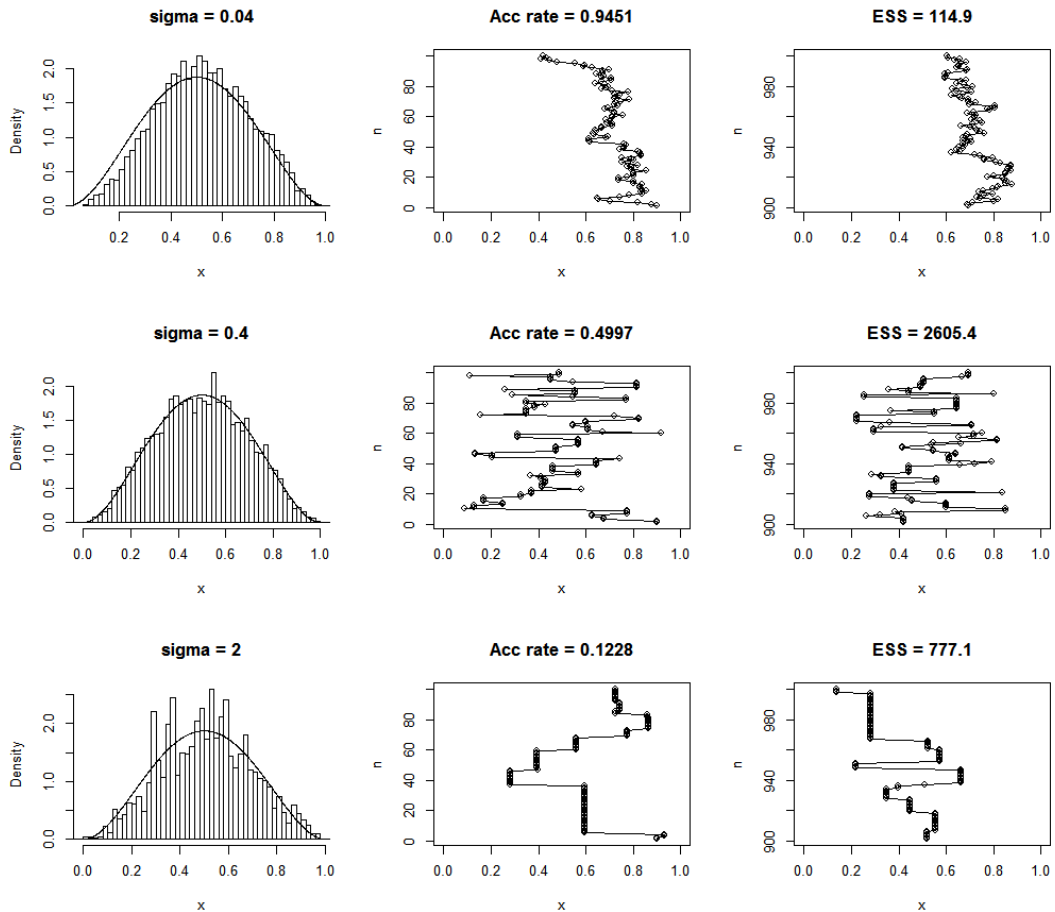 sigma = 0.04
Acc rate = 0.9451
ESS = 114.9
Density
0.0 0.5 1.0 1.5 2.0
0.2 0.4 0.6 0.8 1.0
x
n
0 20 40 60 80
0.0 0.2 0.4 0.6 0.8 1.0
x
n
900 940 980
0.0 0.2 0.4 0.6 0.8 1.0
x
sigma = 0.4
Acc rate = 0.4997
ESS = 2605.4
Density
0.0 0.5 1.0 1.5 2.0
0.0 0.2 0.4 0.6 0.8 1.0
x
n
0 20 40 60 80
0.0 0.2 0.4 0.6 0.8 1.0
x
n
900 940 980
0.0 0.2 0.4 0.6 0.8 1.0
x
sigma = 2
Acc rate = 0.1228
ESS = 777.1
Density
0.0 1.0 2.0
0.0 0.2 0.4 0.6 0.8 1.0
x
n
0 20 40 60 80
0.0 0.2 0.4 0.6 0.8 1.0
x
n
900 940 980
0.0 0.2 0.4 0.6 0.8 1.0
x